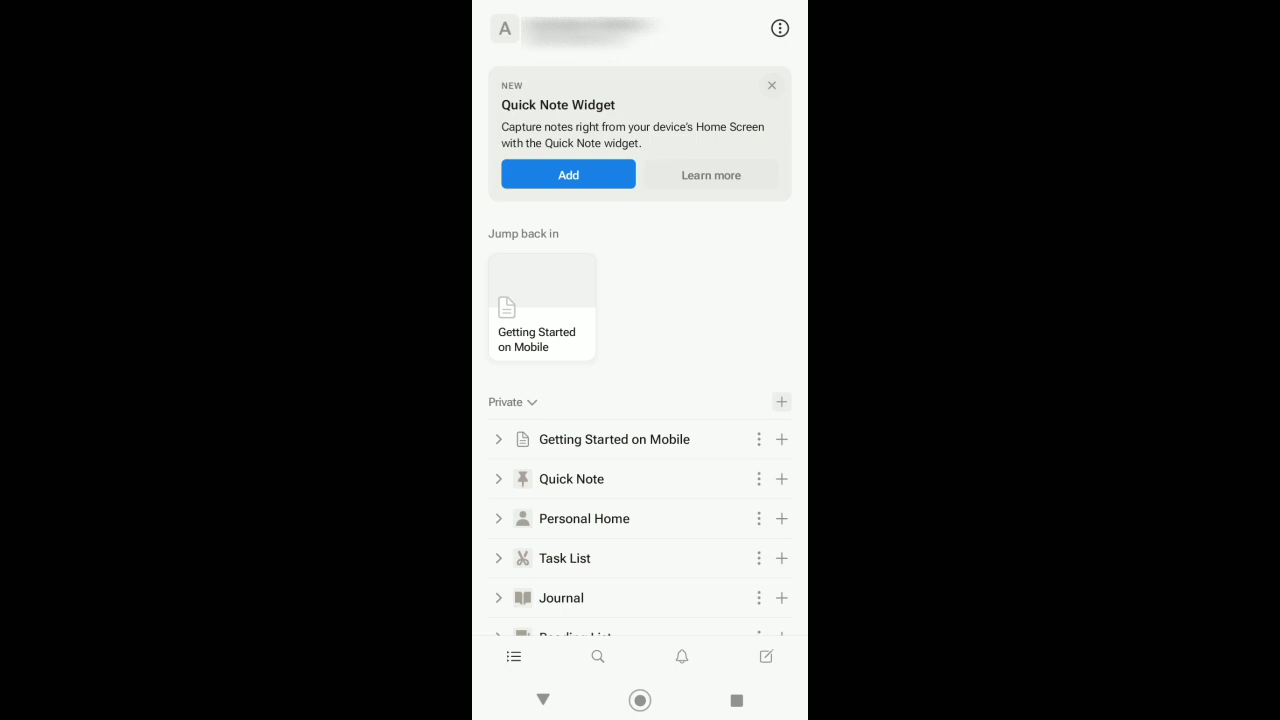 A
NEW
Quick Note Widget
Capture notes right from your device's Home Screen
with the Quick Note widget.
Add
Learn more
Jump back in
Getting Started
on Mobile
Private
Getting Started on Mobile
Quick Note
Personal Home
Task List
Journal
Reading List